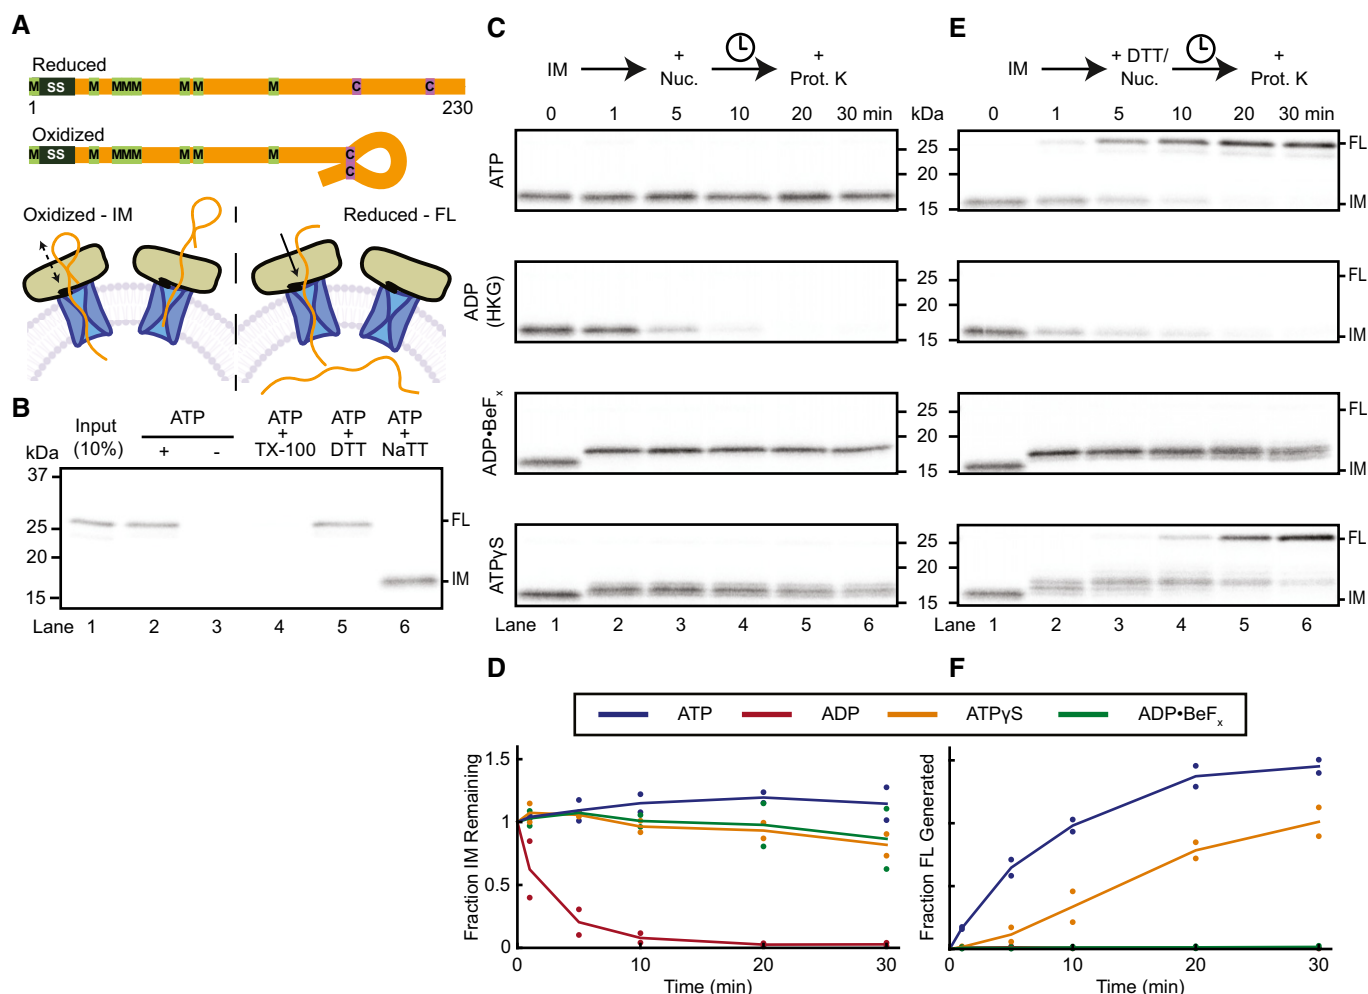 A
Reduced
M SS M MMM M M M C C
1 230
Oxidized
M SS M MMM M M M C
C
Oxidized - IM
Reduced - FL
B
Input
(10%)
ATP
+ -
ATP
+
TX-100
ATP
+
DTT
ATP
+
NaTT
kDa
37
25
20
15
FL
IM
Lane 1 2 3 4 5 6
C
IM
+
Nuc.
+
Prot. K
0 1 5 10 20 30 min
kDa
ATP
25
20
15
ADP
(HKG)
25
20
15
ADP•BeFx
25
20
15
ATPγS
25
20
15
Lane 1 2 3 4 5 6
E
IM
+ DTT/
Nuc.
+
Prot. K
0 1 5 10 20 30 min
FL
IM
FL
IM
FL
IM
FL
IM
Lane 1 2 3 4 5 6
D
F
ATP ADP ATPγS ADP•BeFx
Fraction IM Remaining
1.5
1
0.5
0
0 10 20 30
Time (min)
Fraction FL Generated
0 10 20 30
Time (min)